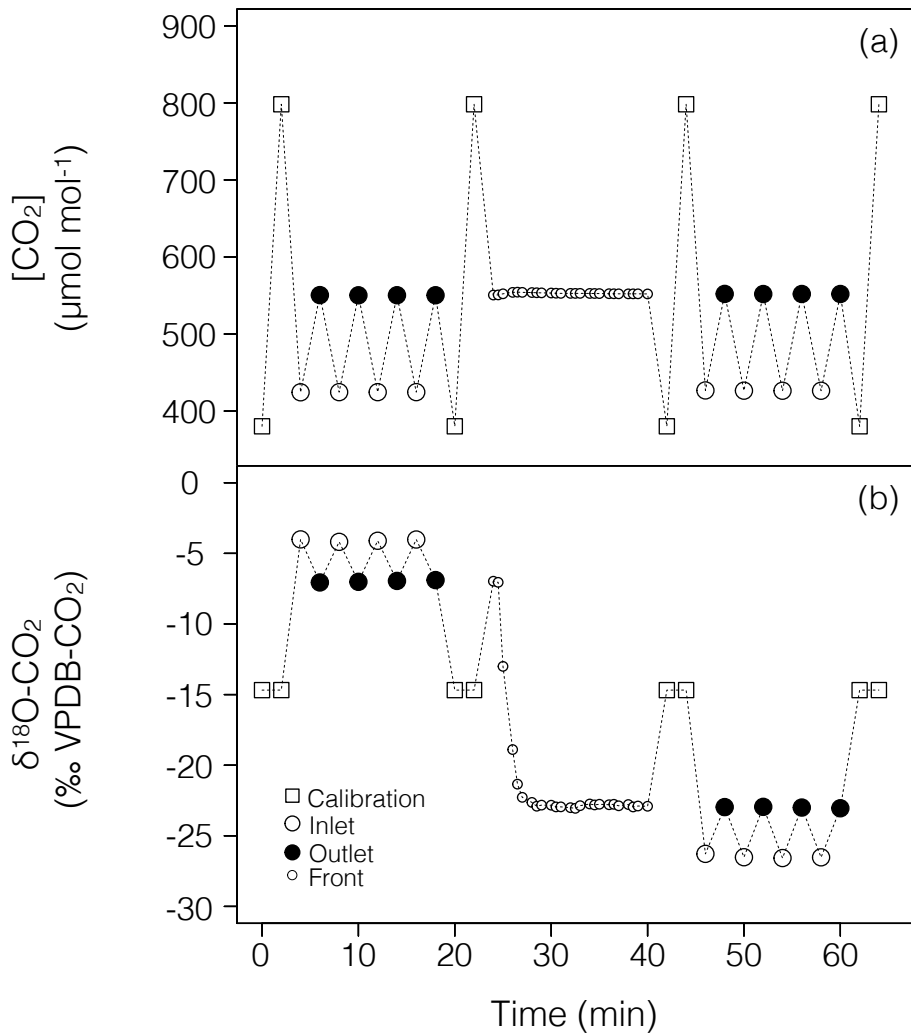 (a)
900
800
700
600
500
400
[CO₂]
(μmol mol⁻¹)
(b)
0
-5
-10
-15
-20
-25
-30
δ¹⁸O-CO₂
(‰ VPDB-CO₂)
Calibration
Inlet
Outlet
Front
0 10 20 30 40 50 60
Time (min)